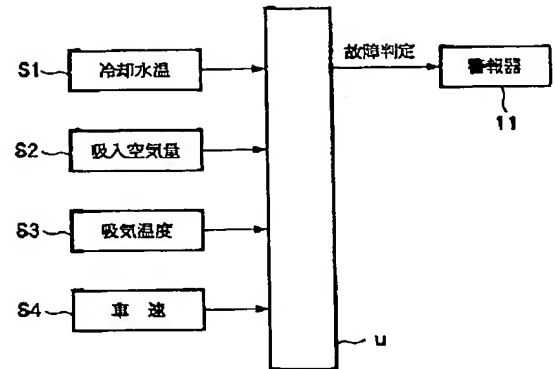 S1 冷却水温
故障判定
警報器
11
S2 吸入空気量
S3 吸気温度
S4 車 速
u